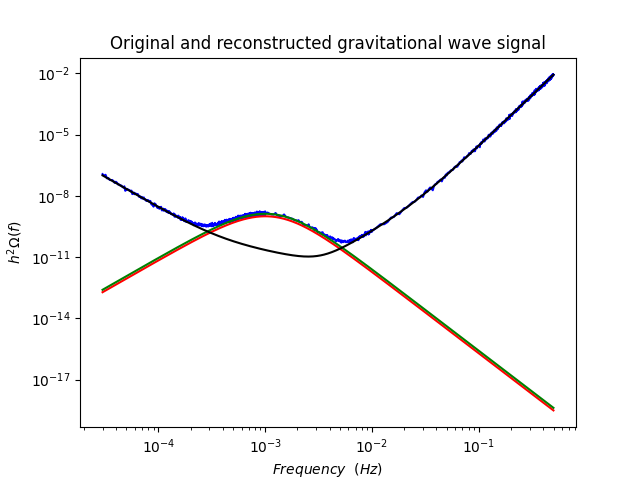 Original and reconstructed gravitational wave signal
10⁻²
10⁻⁵
10⁻⁸
10⁻¹¹
10⁻¹⁴
10⁻¹⁷
h²Ω(f)
10⁻⁴ 10⁻³ 10⁻² 10⁻¹
Frequency (Hz)